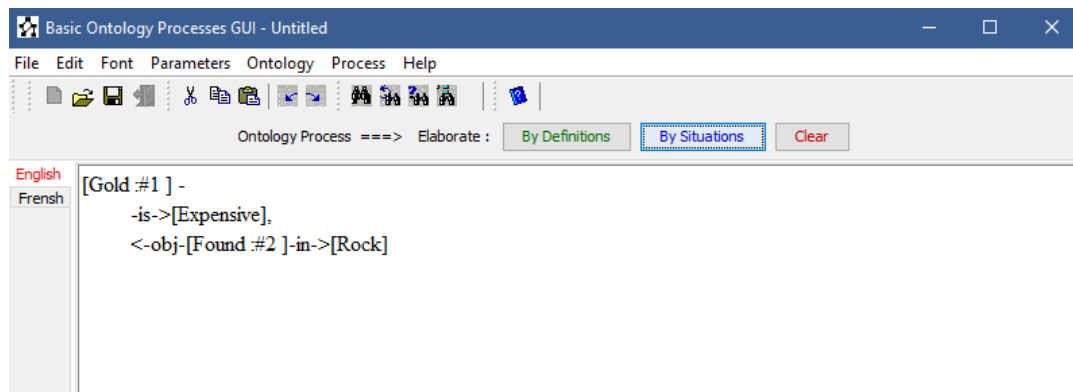 Basic Ontology Processes GUI - Untitled
File Edit Font Parameters Ontology Process Help
Ontology Process ===> Elaborate : By Definitions By Situations Clear
English
Frensh
[Gold :#1 ] -
-is->[Expensive],
<-obj-[Found :#2 ]-in->[Rock]